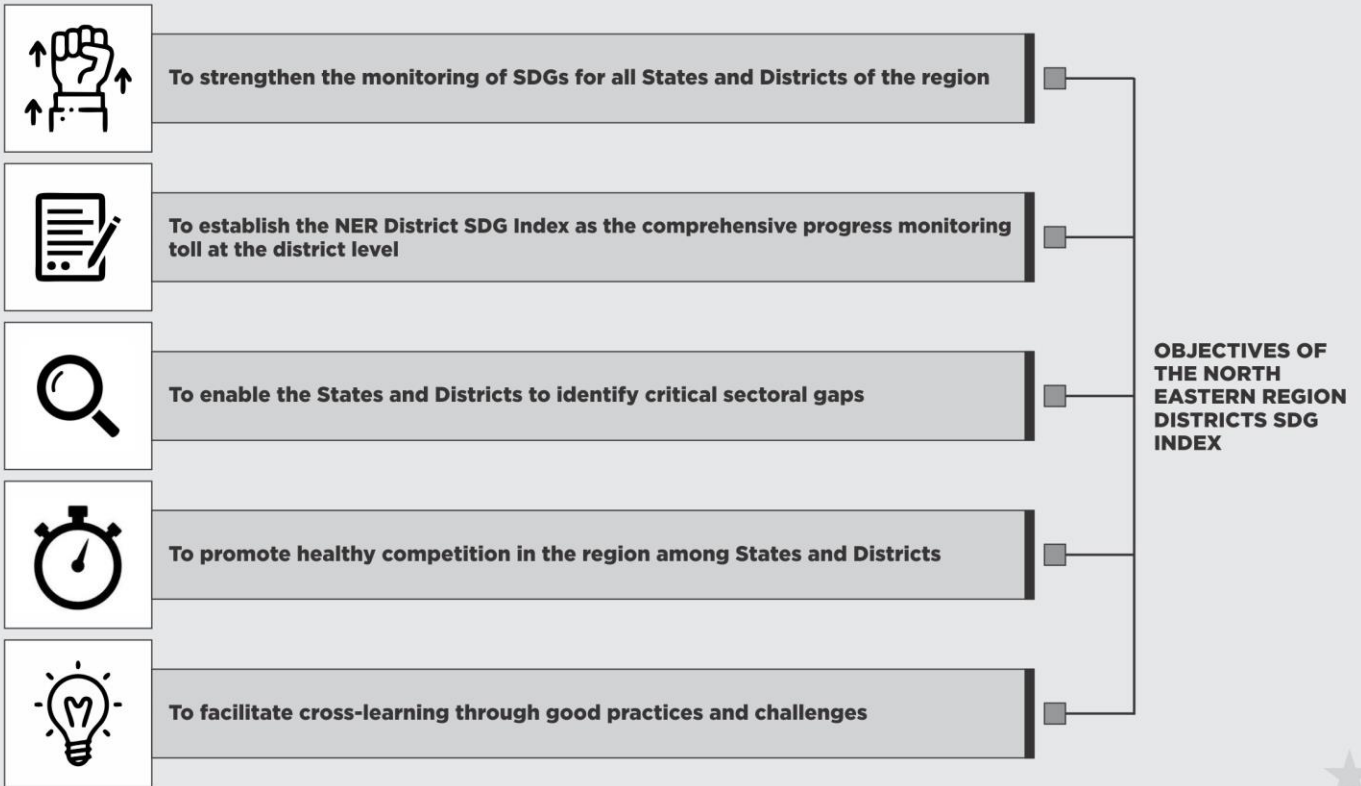 To strengthen the monitoring of SDGs for all States and Districts of the region
To establish the NER District SDG Index as the comprehensive progress monitoring
toll at the district level
To enable the States and Districts to identify critical sectoral gaps
To promote healthy competition in the region among States and Districts
To facilitate cross-learning through good practices and challenges
OBJECTIVES OF
THE NORTH
EASTERN REGION
DISTRICTS SDG
INDEX